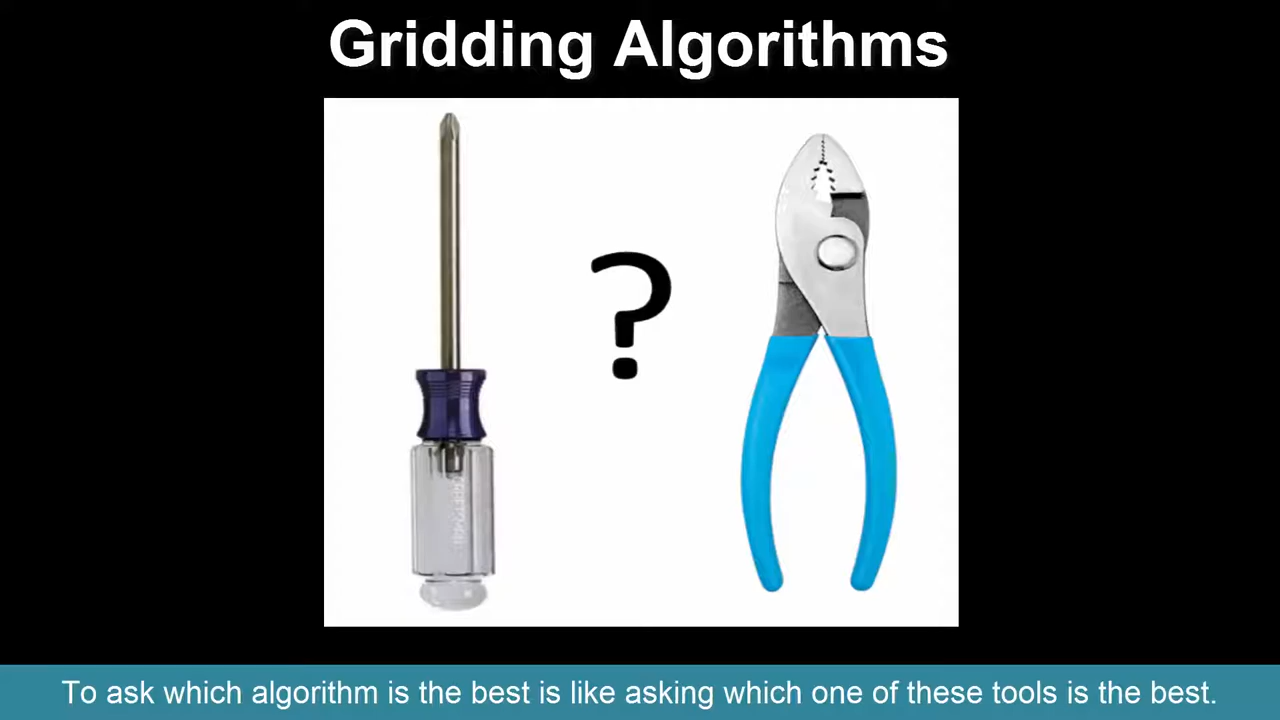 Gridding Algorithms
?
To ask which algorithm is the best is like asking which one of these tools is the best.